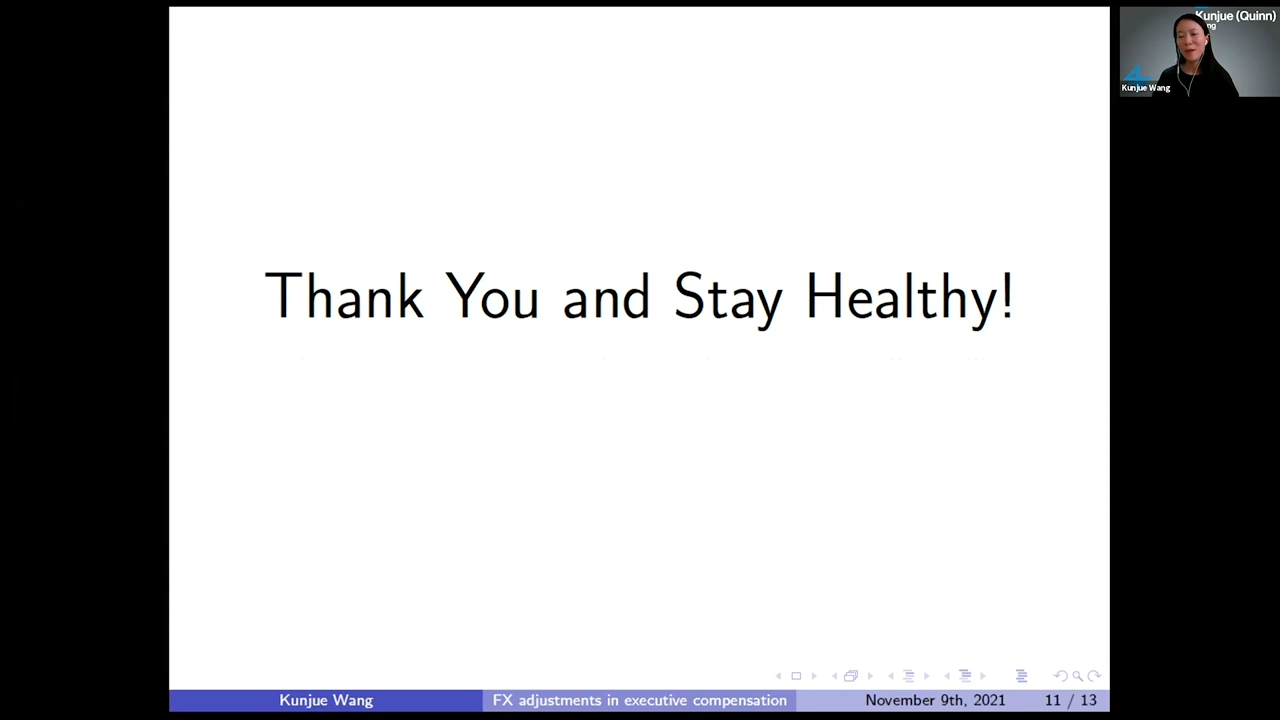 Kunjue (Quinn)
Kunjue Wang
Thank You and Stay Healthy!
Kunjue Wang
FX adjustments in executive compensation
November 9th, 2021
11 / 13